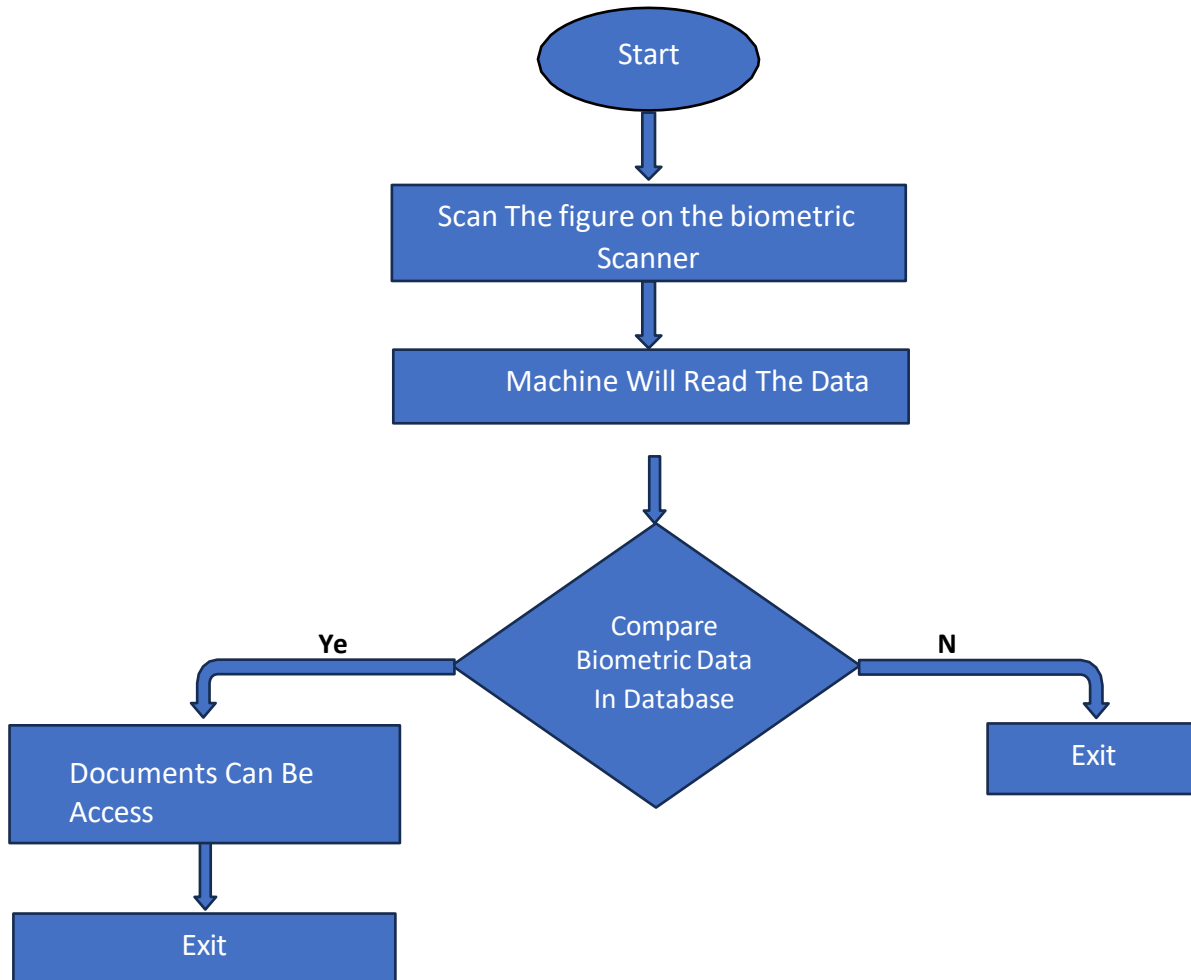 Start
Scan The figure on the biometric
Scanner
Machine Will Read The Data
Compare
Biometric Data
In Database
Ye
N
Documents Can Be
Access
Exit
Exit